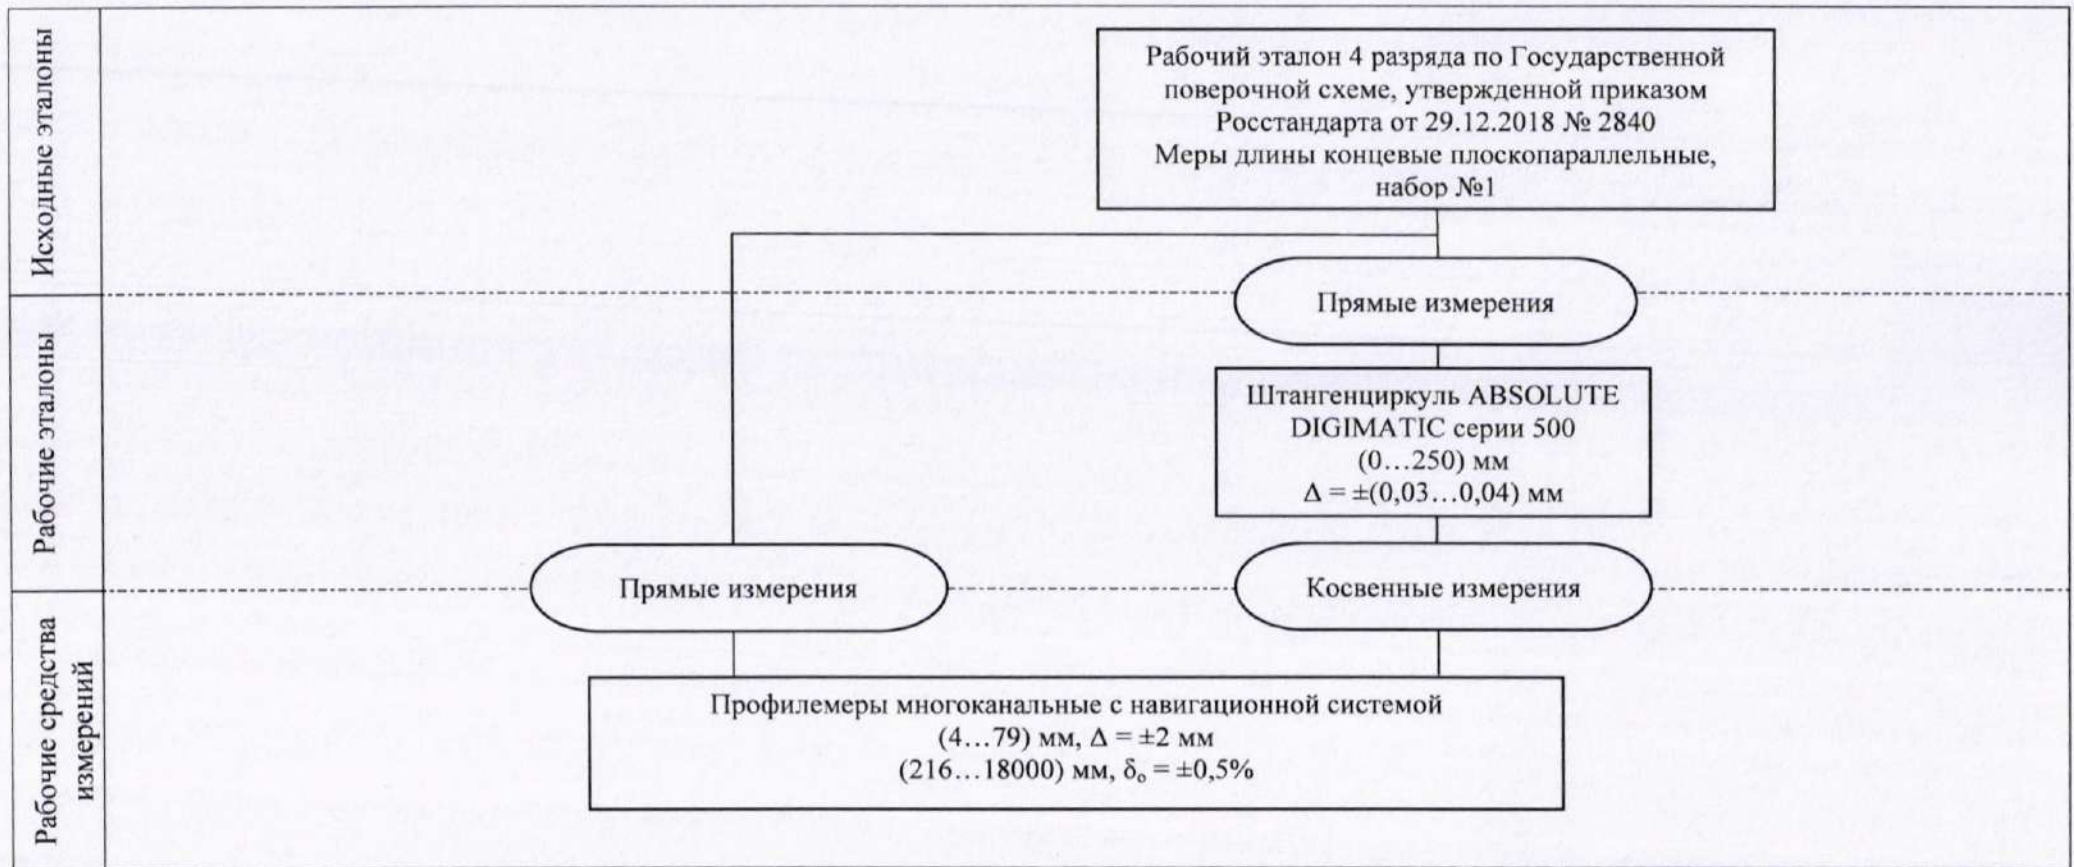 Исходные эталоны
Рабочий эталон 4 разряда по Государственной
поверочной схеме, утвержденной приказом
Росстандарта от 29.12.2018 № 2840
Меры длины концевые плоскопараллельные,
набор №1
Прямые измерения
Рабочие эталоны
Штангенциркуль ABSOLUTE
DIGIMATIC серии 500
(0...250) мм
Δ = ±(0,03...0,04) мм
Прямые измерения
Косвенные измерения
Рабочие средства
измерений
Профилемеры многоканальные с навигационной системой
(4...79) мм, Δ = ±2 мм
(216...18000) мм, δₒ = ±0,5%